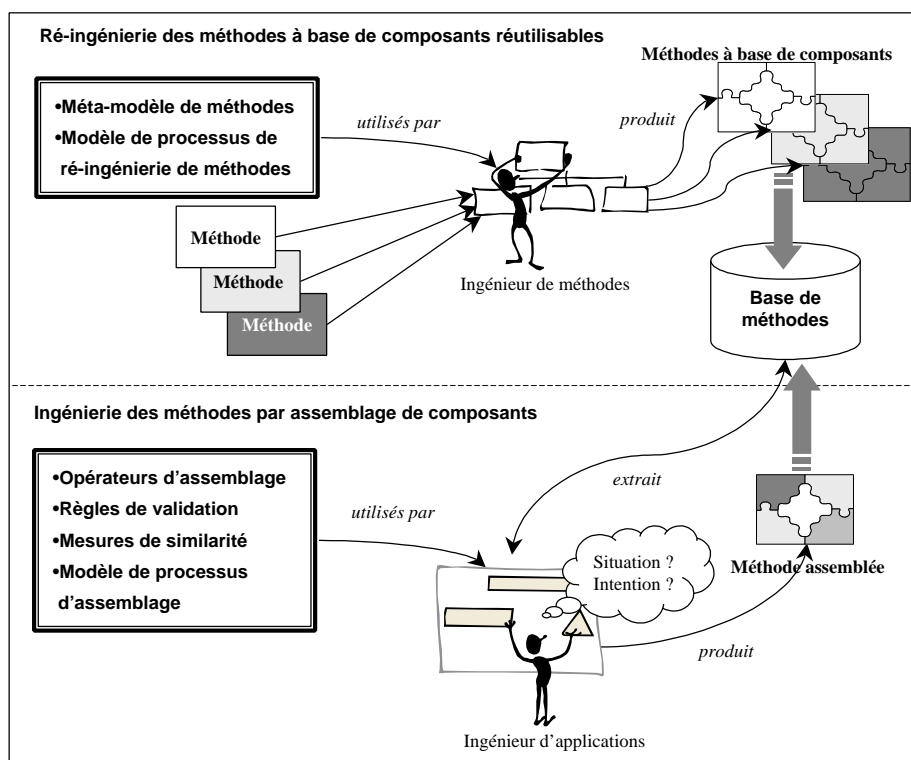 Ré-ingénierie des méthodes à base de composants réutilisables
Méthodes à base de composants
•Méta-modèle de méthodes
•Modèle de processus de
ré-ingénierie de méthodes
utilisés par
produit
Méthode
Méthode
Méthode
Ingénieur de méthodes
Base de
méthodes
Ingénierie des méthodes par assemblage de composants
•Opérateurs d'assemblage
•Règles de validation
•Mesures de similarité
•Modèle de processus
d'assemblage
utilisés par
extrait
Situation ?
Intention ?
Méthode assemblée
produit
Ingénieur d'applications